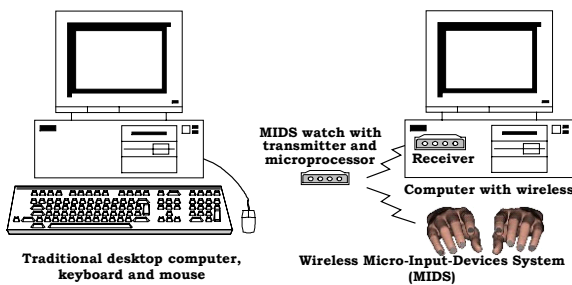 MIDS watch with
transmitter and
microprocessor
Receiver
Computer with wireless
Traditional desktop computer,
keyboard and mouse
Wireless Micro-Input-Devices System
(MIDS)